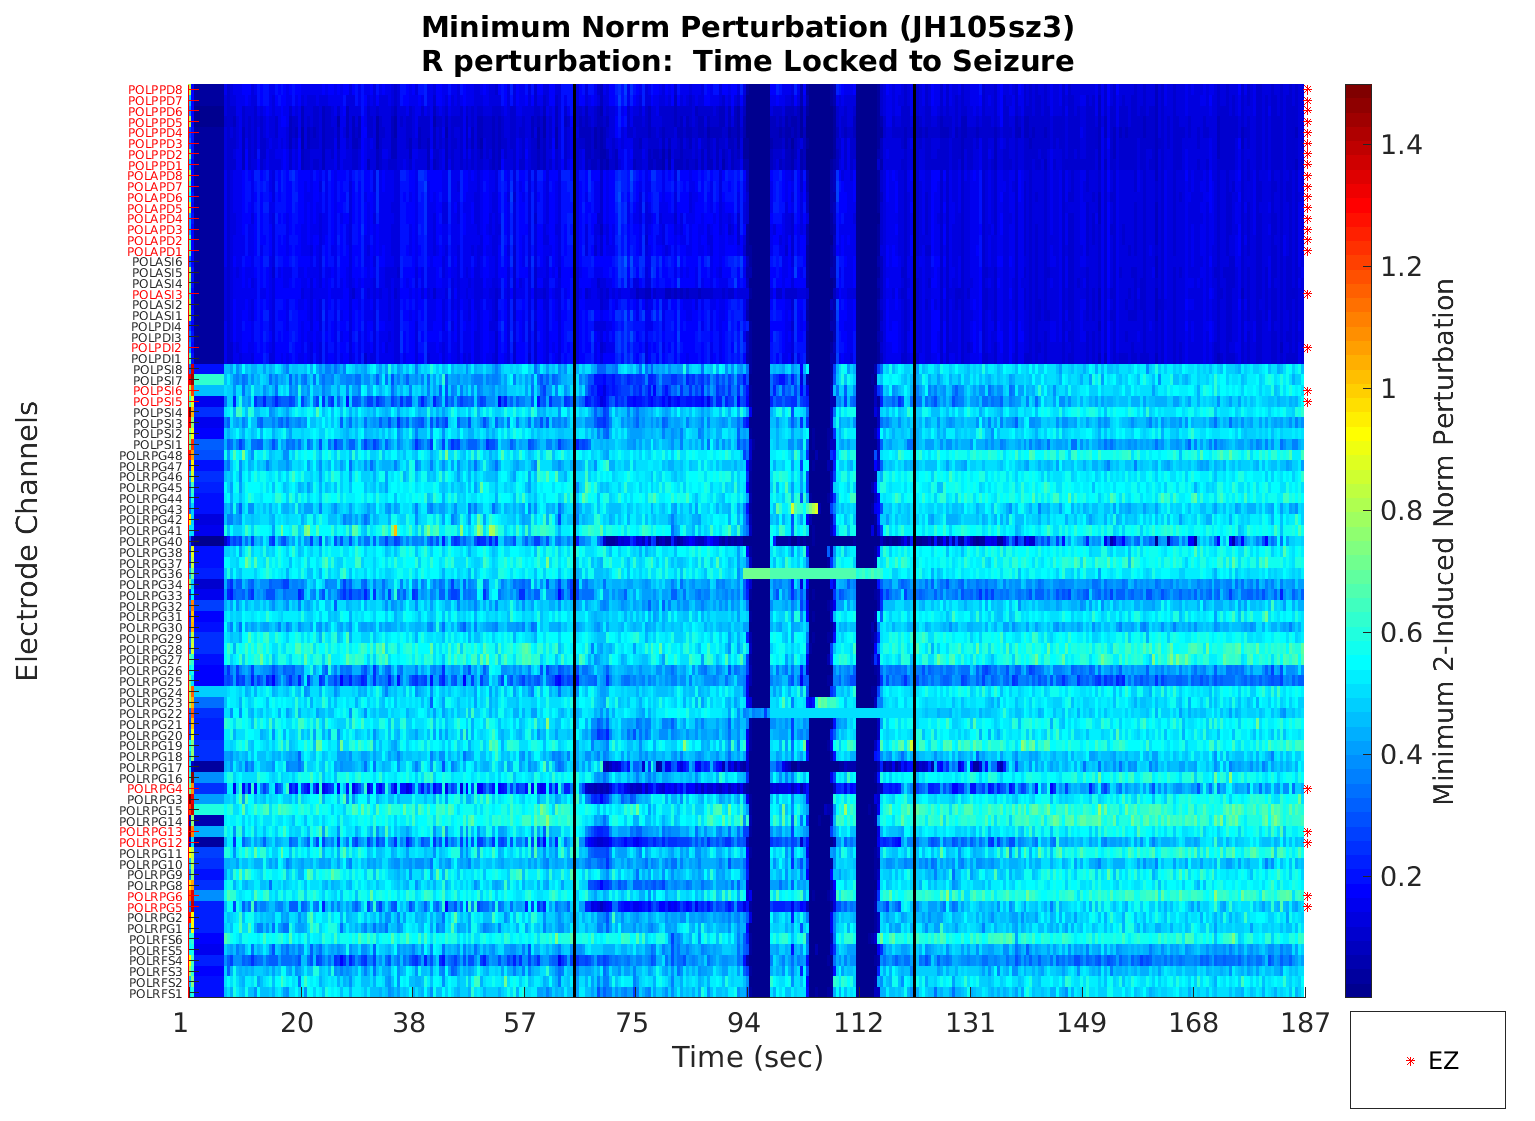 Minimum Norm Perturbation (JH105sz3)
R perturbation:  Time Locked to Seizure
Electrode Channels
POLPPD8
POLPPD7
POLPPD6
POLPPD5
POLPPD4
POLPPD3
POLPPD2
POLPPD1
POLAPD8
POLAPD7
POLAPD6
POLAPD5
POLAPD4
POLAPD3
POLAPD2
POLAPD1
POLASI6
POLASI5
POLASI4
POLASI3
POLASI2
POLASI1
POLPDI4
POLPDI3
POLPDI2
POLPDI1
POLPSI8
POLPSI7
POLPSI6
POLPSI5
POLPSI4
POLPSI3
POLPSI2
POLPSI1
POLRPG48
POLRPG47
POLRPG46
POLRPG45
POLRPG44
POLRPG43
POLRPG42
POLRPG41
POLRPG40
POLRPG38
POLRPG37
POLRPG36
POLRPG34
POLRPG33
POLRPG32
POLRPG31
POLRPG30
POLRPG29
POLRPG28
POLRPG27
POLRPG26
POLRPG25
POLRPG24
POLRPG23
POLRPG22
POLRPG21
POLRPG20
POLRPG19
POLRPG18
POLRPG17
POLRPG16
POLRPG4
POLRPG3
POLRPG15
POLRPG14
POLRPG13
POLRPG12
POLRPG11
POLRPG10
POLRPG9
POLRPG8
POLRPG6
POLRPG5
POLRPG2
POLRPG1
POLRFS6
POLRFS5
POLRFS4
POLRFS3
POLRFS2
POLRFS1
1 20 38 57 75 94 112 131 149 168 187
Time (sec)
1.4
1.2
1
0.8
0.6
0.4
0.2
Minimum 2-Induced Norm Perturbation
EZ